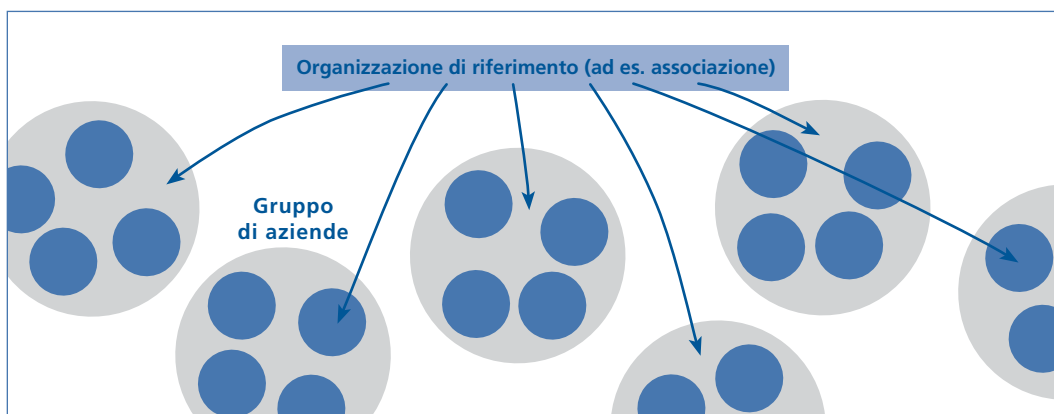 Organizzazione di riferimento (ad es. associazione)
Gruppo
di aziende